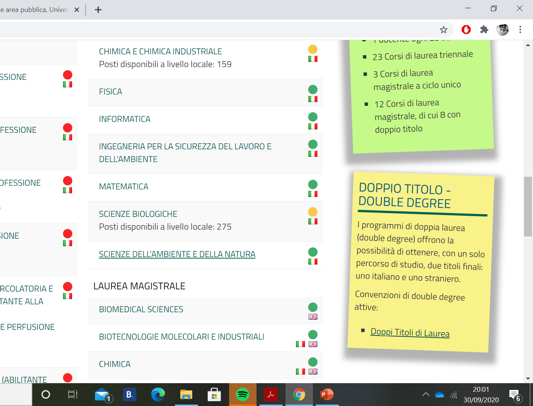 e area pubblica, Univer
SSIONE
OFESSIONE
OFESSIONE
SIONE
ERCOLATORIA E
TANTE ALLA
E PERFUSIONE
(ABILITANTE
CHIMICA E CHIMICA INDUSTRIALE
Posti disponibili a livello locale: 159
FISICA
INFORMATICA
INGEGNERIA PER LA SICUREZZA DEL LAVORO E
DELL'AMBIENTE
MATEMATICA
SCIENZE BIOLOGICHE
Posti disponibili a livello locale: 275
SCIENZE DELL'AMBIENTE E DELLA NATURA
LAUREA MAGISTRALE
BIOMEDICAL SCIENCES
BIOTECNOLOGIE MOLECOLARI E INDUSTRIALI
CHIMICA
23 Corsi di laurea triennale
3 Corsi di laurea
magistrale a ciclo unico
12 Corsi di laurea
magistrale, di cui 8 con
doppio titolo
DOPPIO TITOLO -
DOUBLE DEGREE
I programmi di doppia laurea
(double degree) offrono la
possibilità di ottenere, con un solo
percorso di studio, due titoli finali:
uno italiano e uno straniero.
Convenzioni di double degree
attive:
Doppi Titoli di Laurea
20:01
30/09/2020